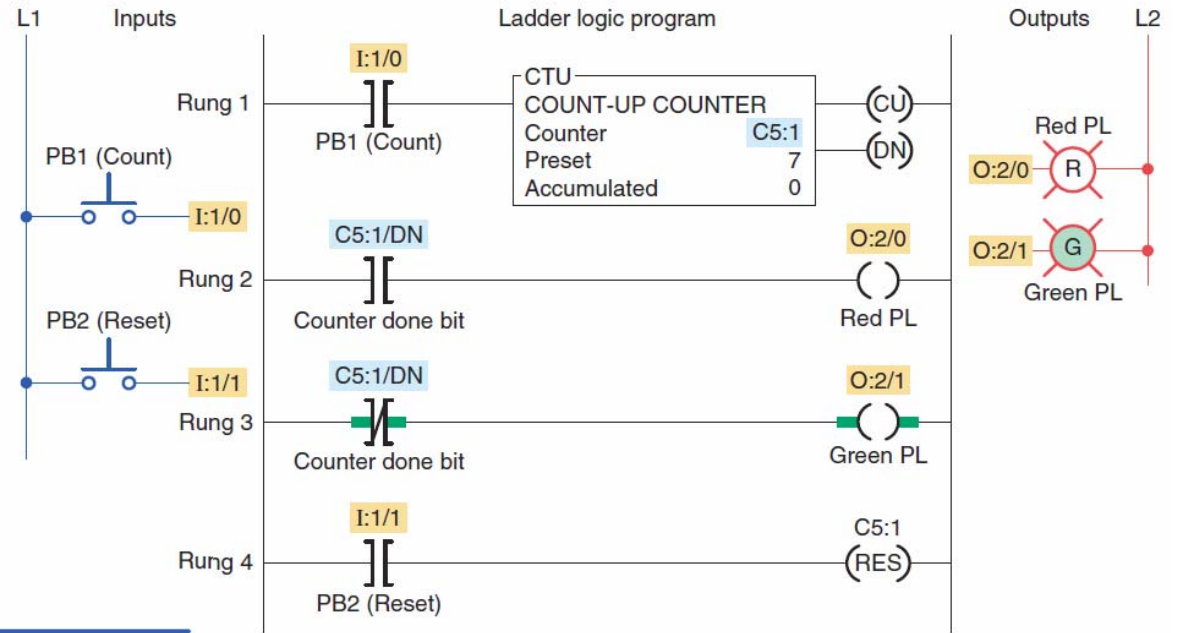 L1 Inputs Ladder logic program Outputs L2
I:1/0
Rung 1
PB1 (Count)
CTU
COUNT-UP COUNTER
Counter C5:1
Preset 7
Accumulated 0
CU
DN
PB1 (Count)
I:1/0
Red PL
O:2/0 R
O:2/1 G
Green PL
C5:1/DN O:2/0
Rung 2
Counter done bit Red PL
PB2 (Reset)
I:1/1
C5:1/DN O:2/1
Rung 3
Counter done bit Green PL
I:1/1 C5:1
Rung 4 RES
PB2 (Reset)